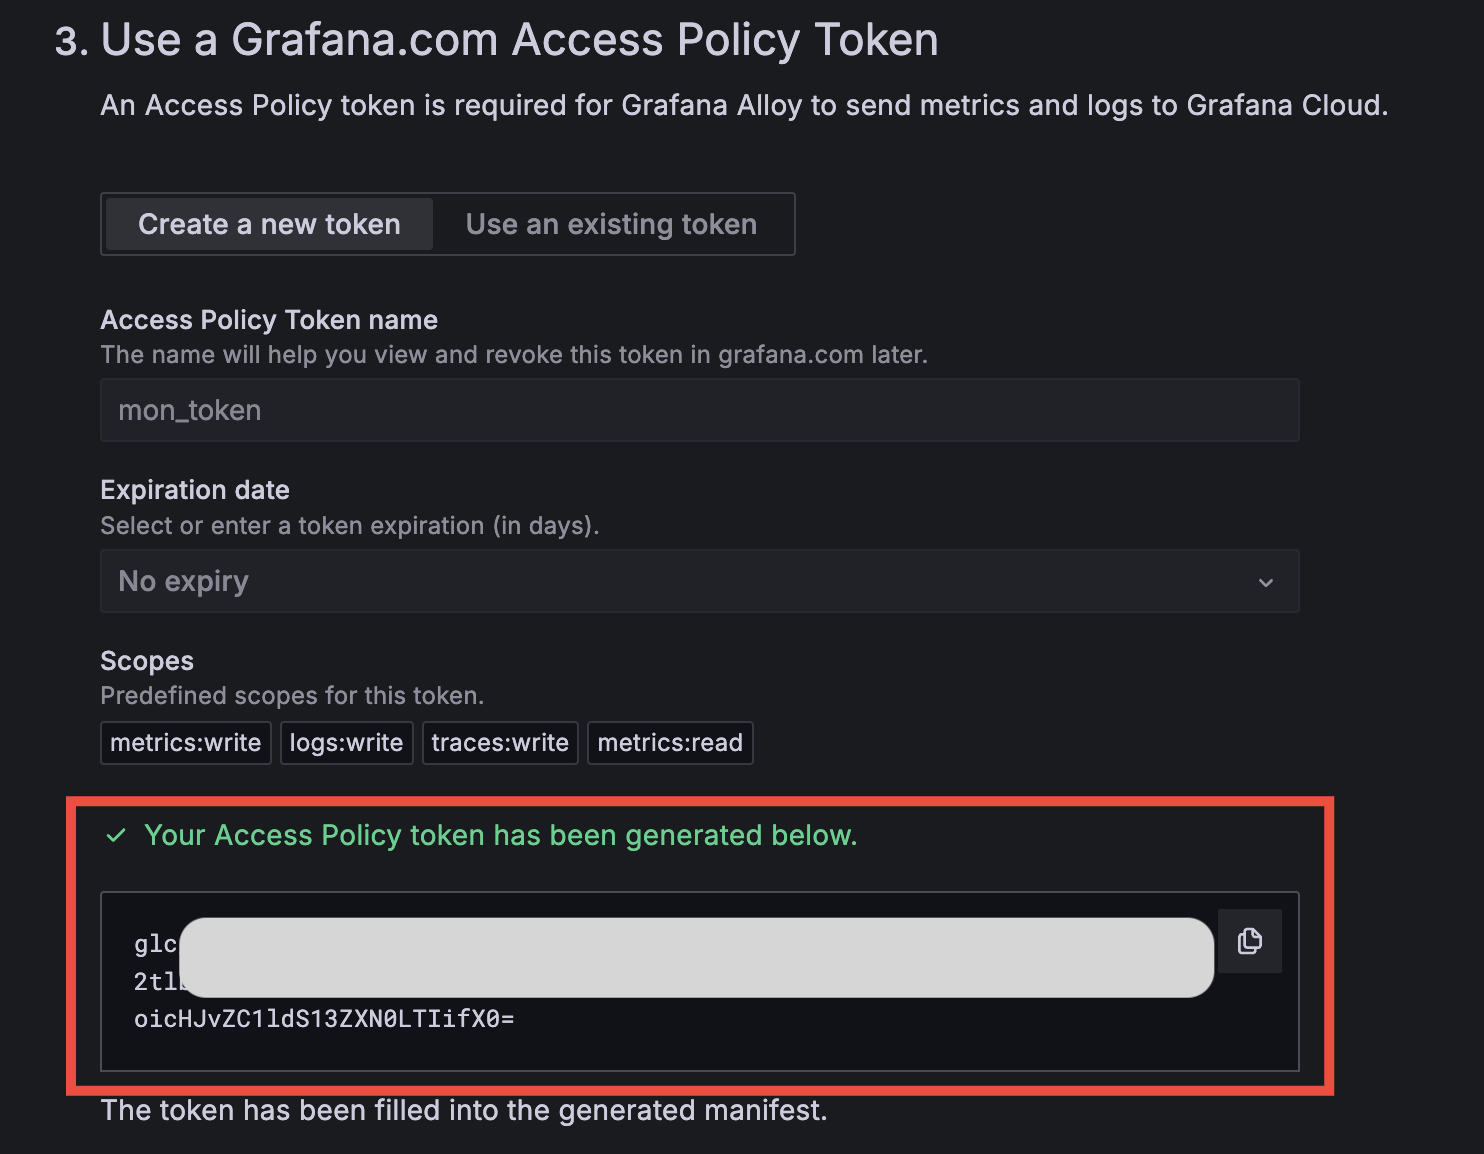 3. Use a Grafana.com Access Policy Token
An Access Policy token is required for Grafana Alloy to send metrics and logs to Grafana Cloud.
Create a new token Use an existing token
Access Policy Token name
The name will help you view and revoke this token in grafana.com later.
mon_token
Expiration date
Select or enter a token expiration (in days).
No expiry
Scopes
Predefined scopes for this token.
metrics:write logs:write traces:write metrics:read
Your Access Policy token has been generated below.
glc
2tl
oicHJvZC1ldS13ZXN0LTIifX0=
The token has been filled into the generated manifest.